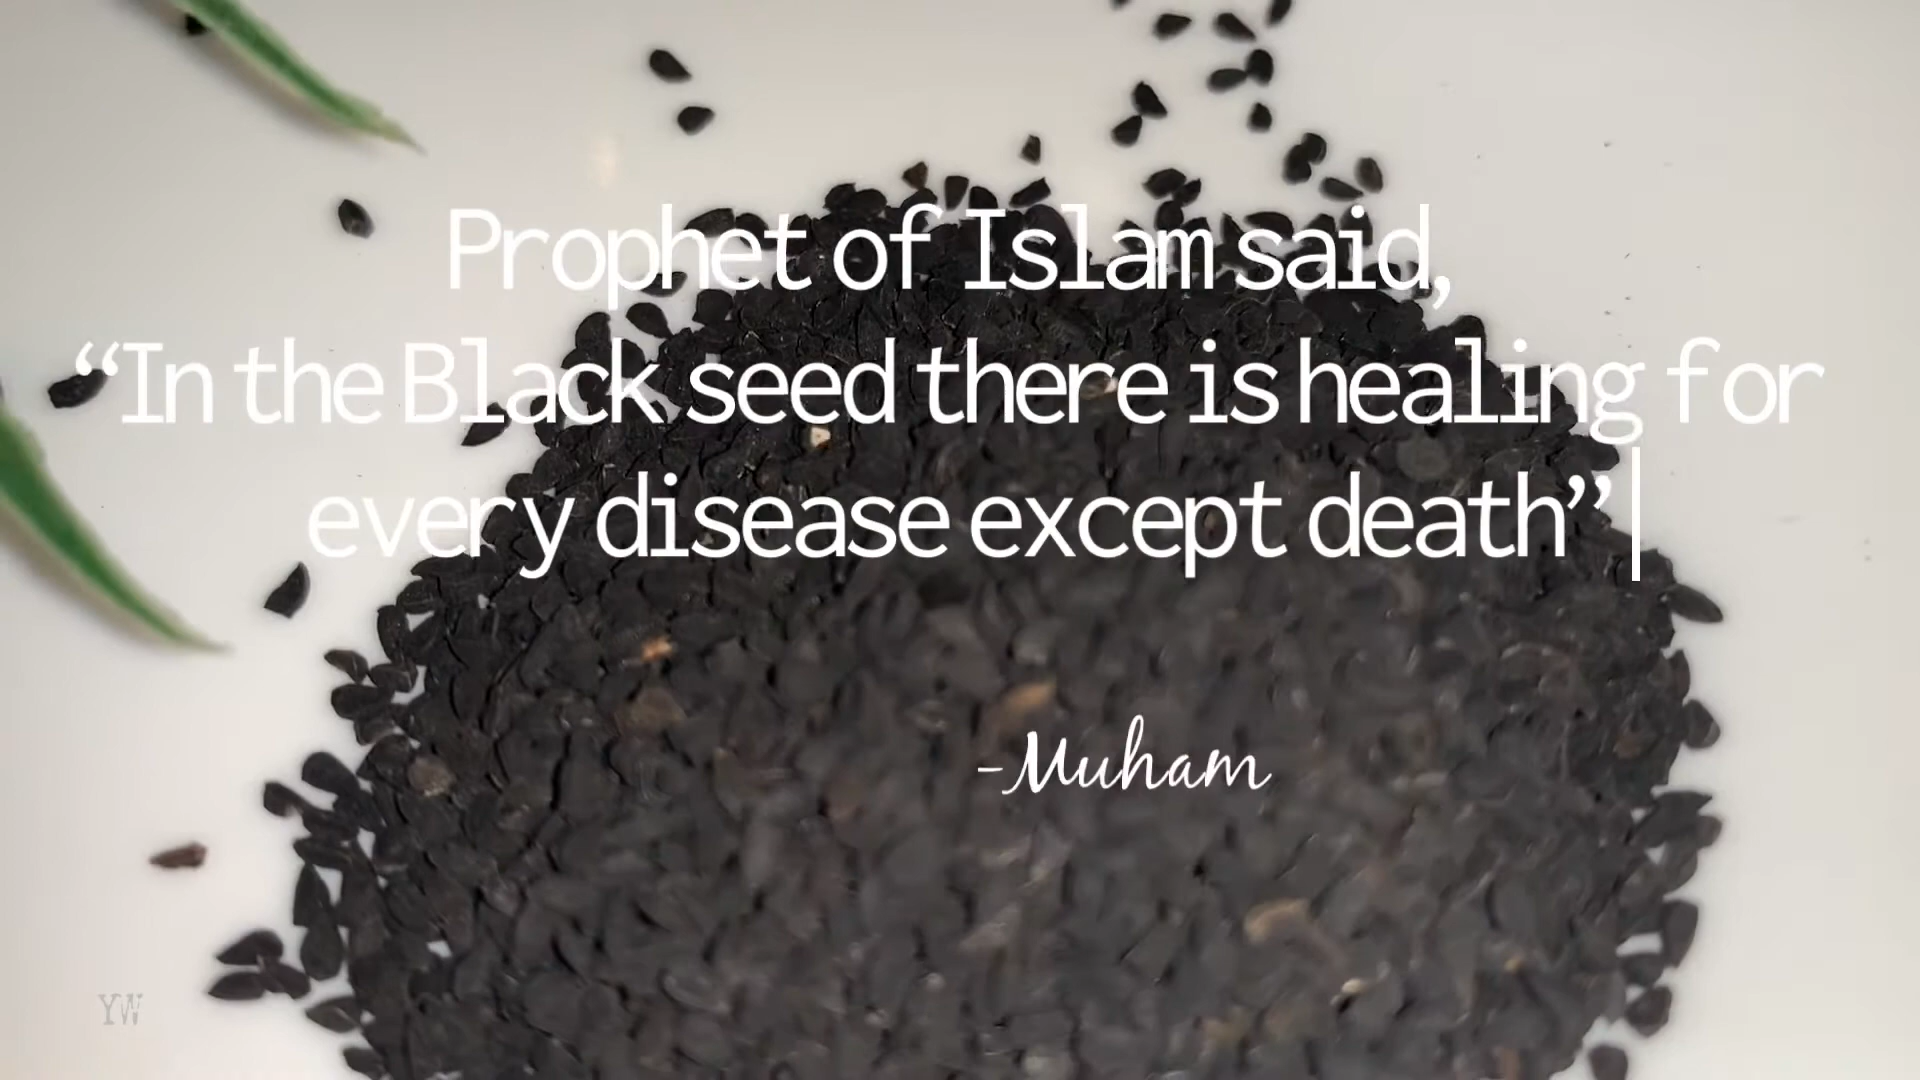 Prophet of Islam said,
“In the Black seed there is healing for
every disease except death”
-Muham
YW